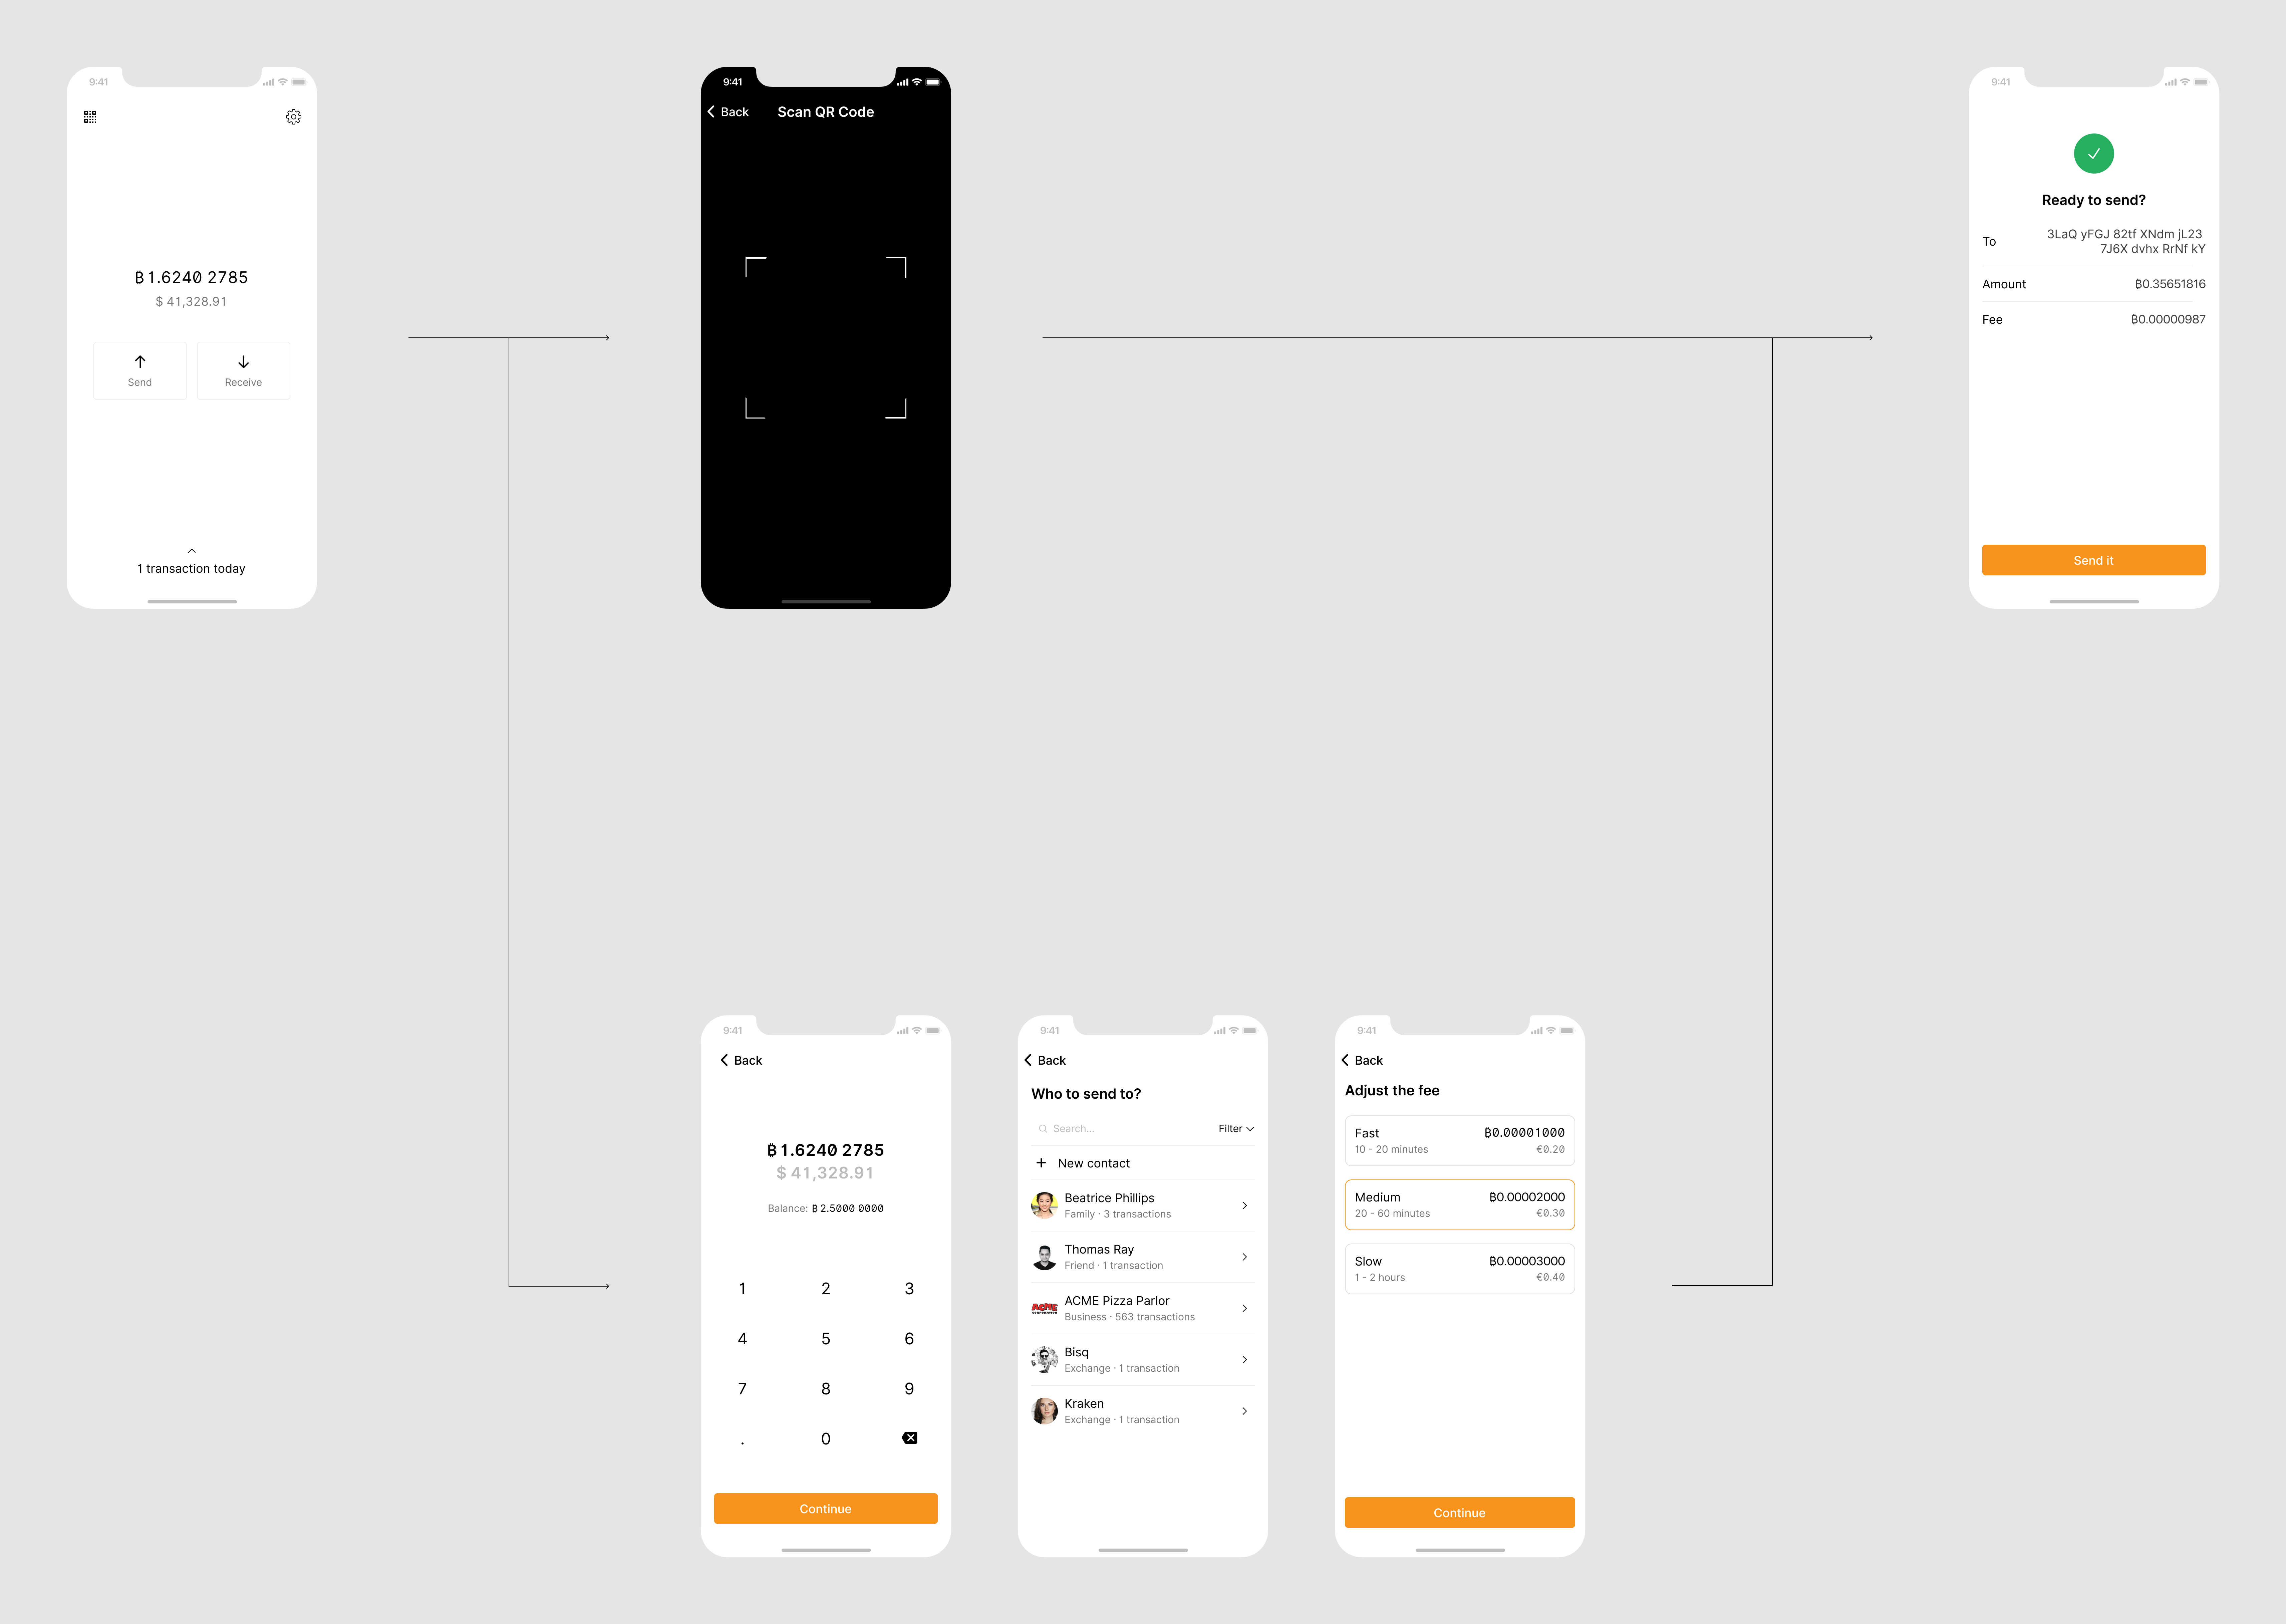 9:41
₿ 1.6240 2785
$ 41,328.91
Send
Receive
1 transaction today
9:41
Back
Scan QR Code
9:41
Ready to send?
To
3LaQ yFGJ 82tf XNdm jL23
7J6X dvhx RrNf kY
Amount
₿0.35651816
Fee
₿0.00000987
Send it
9:41
Back
₿ 1.6240 2785
$ 41,328.91
Balance: ₿ 2.5000 0000
1 2 3
4 5 6
7 8 9
. 0
Continue
9:41
Back
Who to send to?
Search...
Filter
New contact
Beatrice Phillips
Family · 3 transactions
Thomas Ray
Friend · 1 transaction
ACME
CORPORATION
ACME Pizza Parlor
Business · 563 transactions
Bisq
Exchange · 1 transaction
Kraken
Exchange · 1 transaction
9:41
Back
Adjust the fee
Fast
₿0.00001000
10 - 20 minutes
€0.20
Medium
₿0.00002000
20 - 60 minutes
€0.30
Slow
₿0.00003000
1 - 2 hours
€0.40
Continue